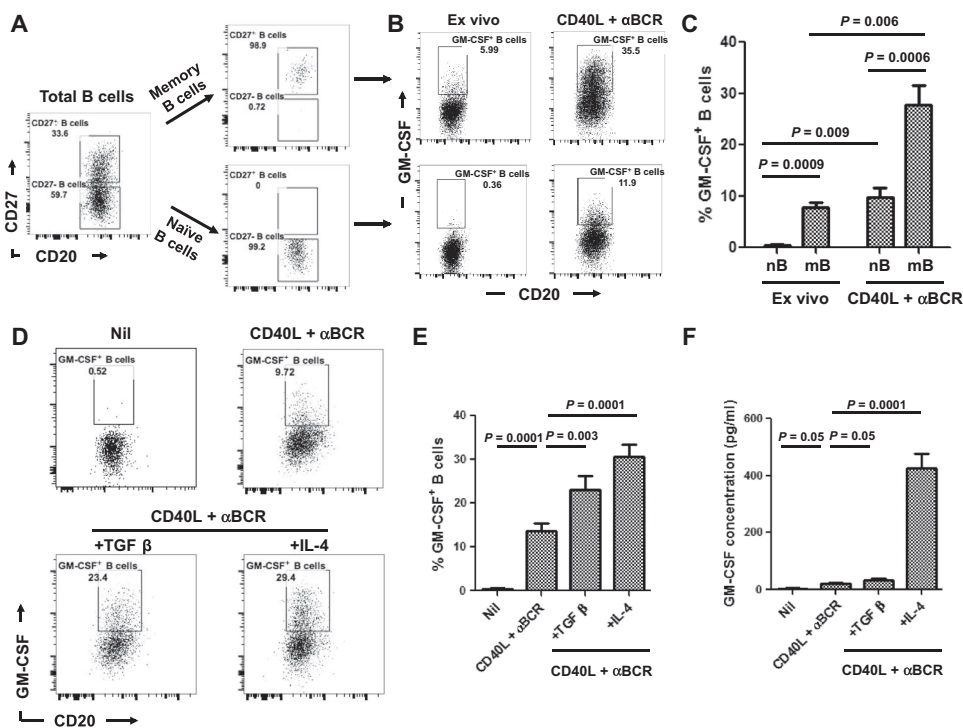 A
Total B cells
CD27⁺ B cells
33.6
CD27- B cells
59.7
CD27
CD20
Memory
B cells
Naïve
B cells
CD27⁺ B cells
98.9
CD27- B cells
0.72
CD27⁺ B cells
0
CD27- B cells
99.2
B
Ex vivo
CD40L + αBCR
GM-CSF⁺ B cells
5.99
GM-CSF⁺ B cells
35.5
GM-CSF⁺ B cells
0.36
GM-CSF⁺ B cells
11.9
GM-CSF
CD20
C
P = 0.006
P = 0.0006
P = 0.009
P = 0.0009
% GM-CSF⁺ B cells
40
30
20
10
0
nB mB nB mB
Ex vivo CD40L + αBCR
D
Nil
CD40L + αBCR
GM-CSF⁺ B cells
0.52
GM-CSF⁺ B cells
9.72
CD40L + αBCR
+TGF β
+IL-4
GM-CSF⁺ B cells
23.4
GM-CSF⁺ B cells
29.4
GM-CSF
CD20
E
P = 0.0001
P = 0.0001 P = 0.003
% GM-CSF⁺ B cells
40
30
20
10
0
Nil
CD40L + αBCR
+TGF β
+IL-4
CD40L + αBCR
F
P = 0.0001
P = 0.05 P = 0.05
GM-CSF concentration (pg/ml)
600
400
200
0
Nil
CD40L + αBCR
+TGF β
+IL-4
CD40L + αBCR